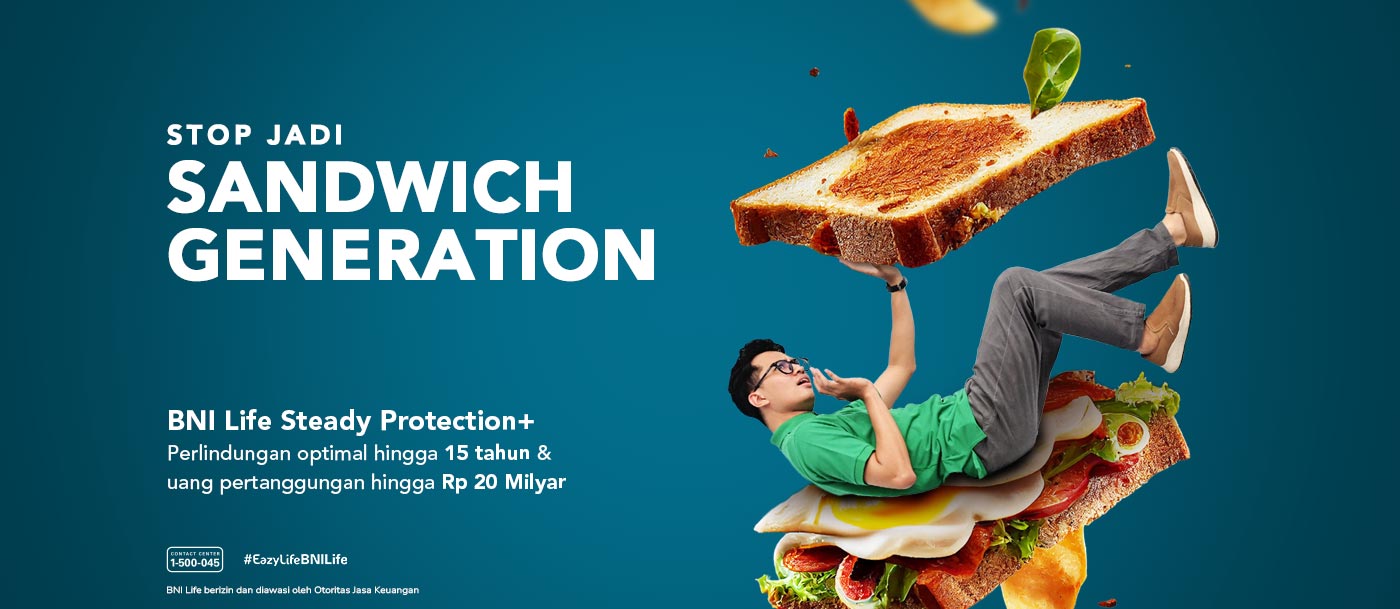 STOP JADI
SANDWICH
GENERATION
BNI Life Steady Protection+
Perlindungan optimal hingga 15 tahun &
uang pertanggungan hingga Rp 20 Milyar
CONTACT CENTER
1-500-045
#EazyLifeBNILife
BNI Life berizin dan diawasi oleh Otoritas Jasa Keuangan